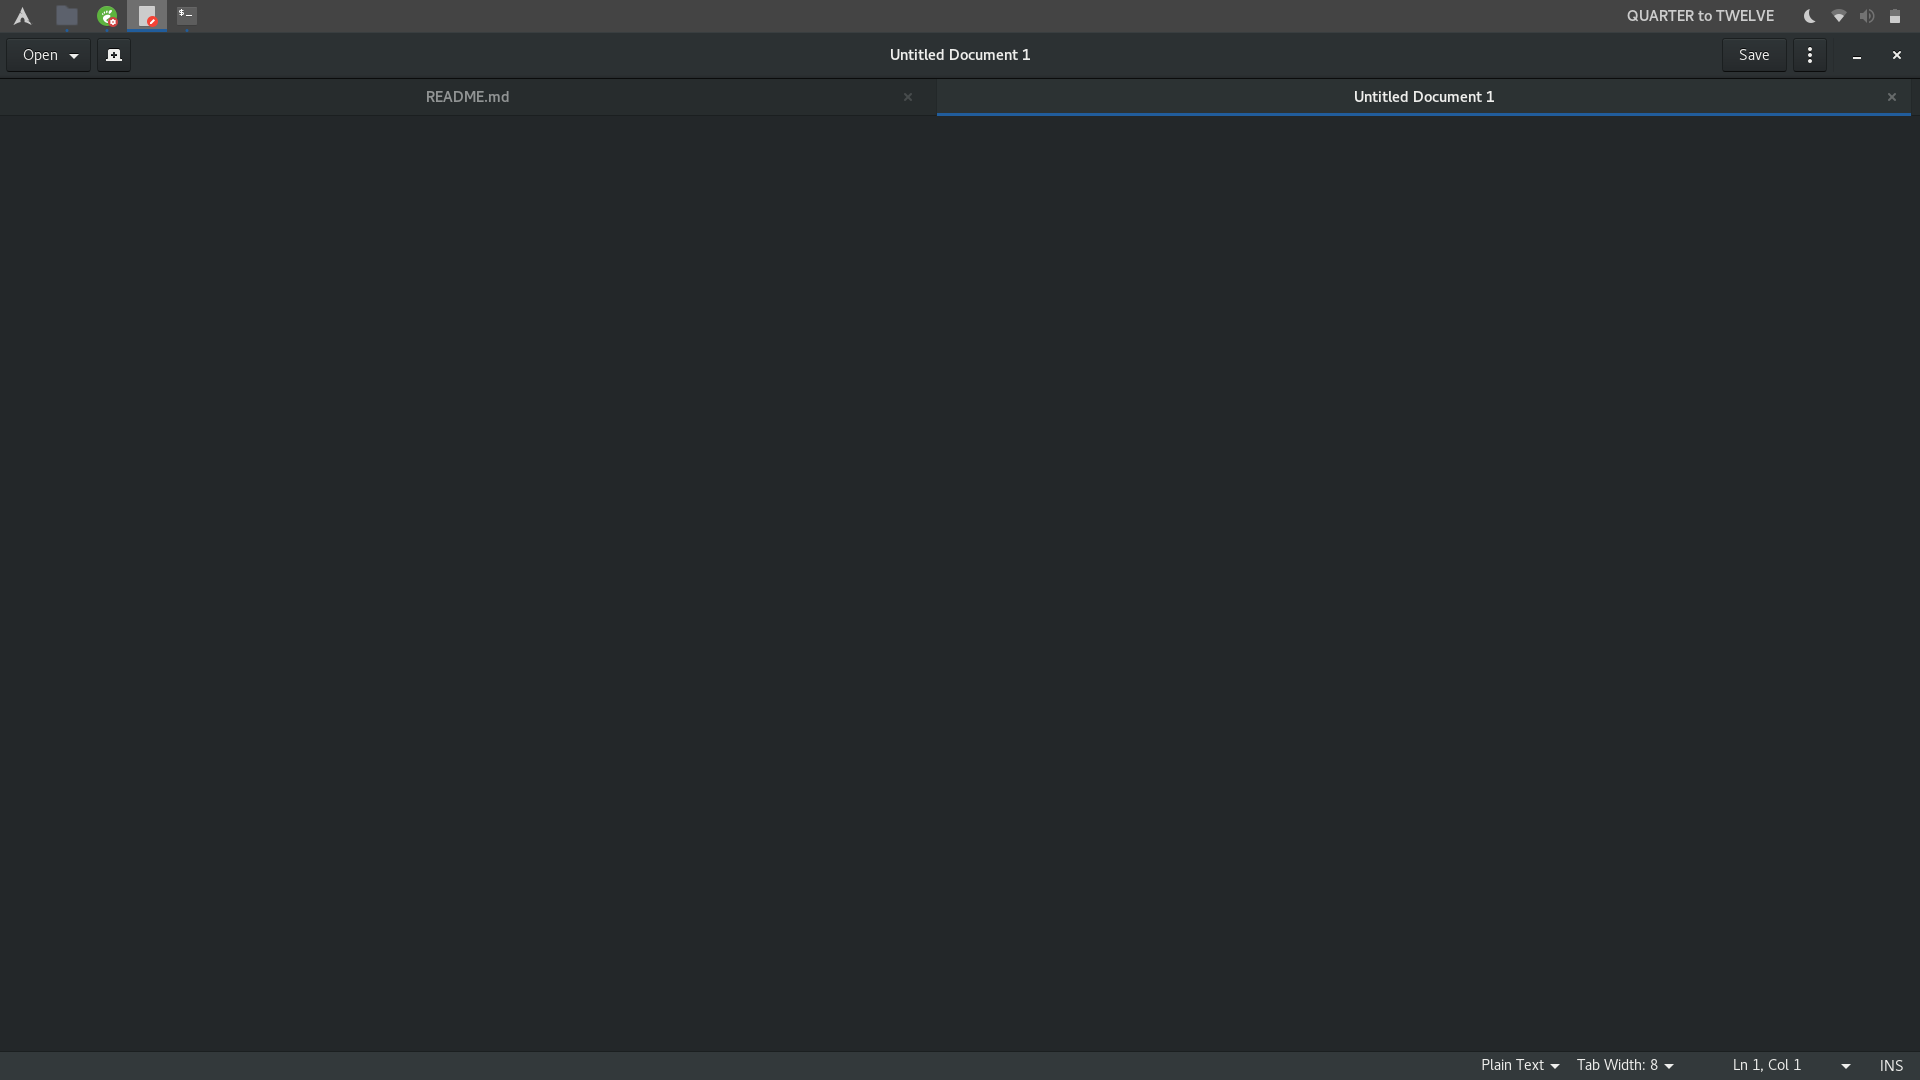 $–
QUARTER to TWELVE
Open
Untitled Document 1
Save
README.md
Untitled Document 1
Plain Text
Tab Width: 8
Ln 1, Col 1
INS